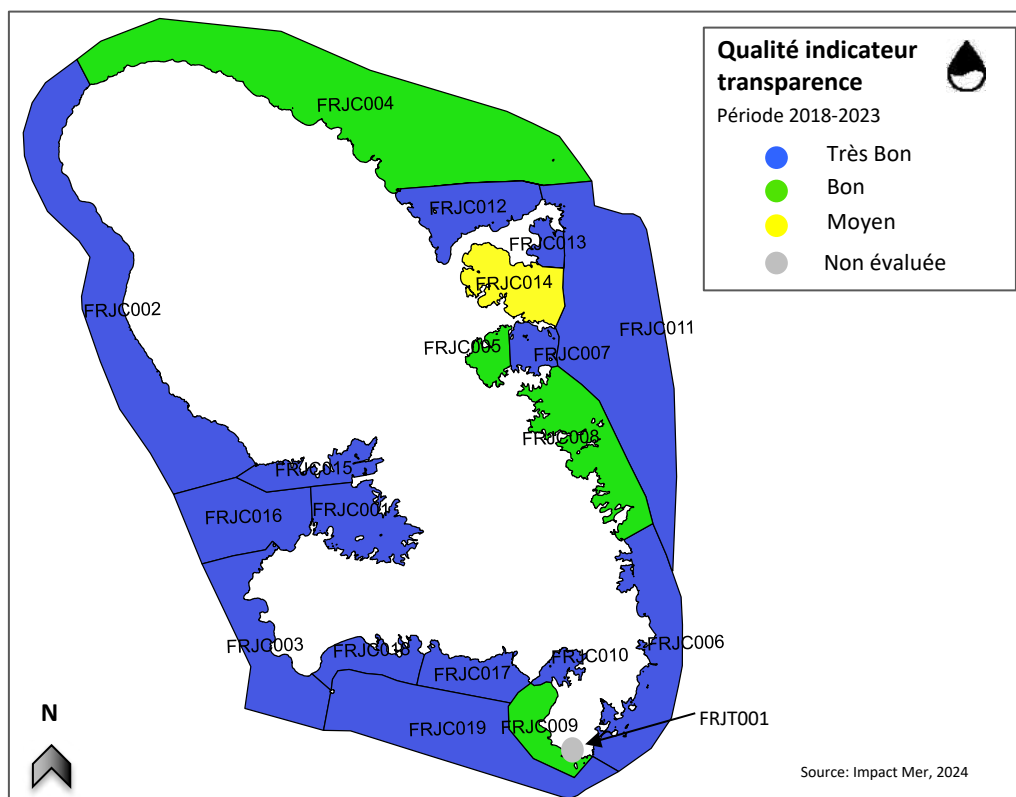 Qualité indicateur
transparence
Période 2018-2023
Très Bon
Bon
Moyen
Non évaluée
FRJC004
FRJC012
FRJC013
FRJC014
FRJC002
FRJC011
FRJC005
FRJC007
FRJC008
FRJC015
FRJC016
FRJC001
FRJC003
FRJC018
FRJC010
FRJC006
FRJC017
FRJC009
FRJC019
FRJT001
N
Source: Impact Mer, 2024